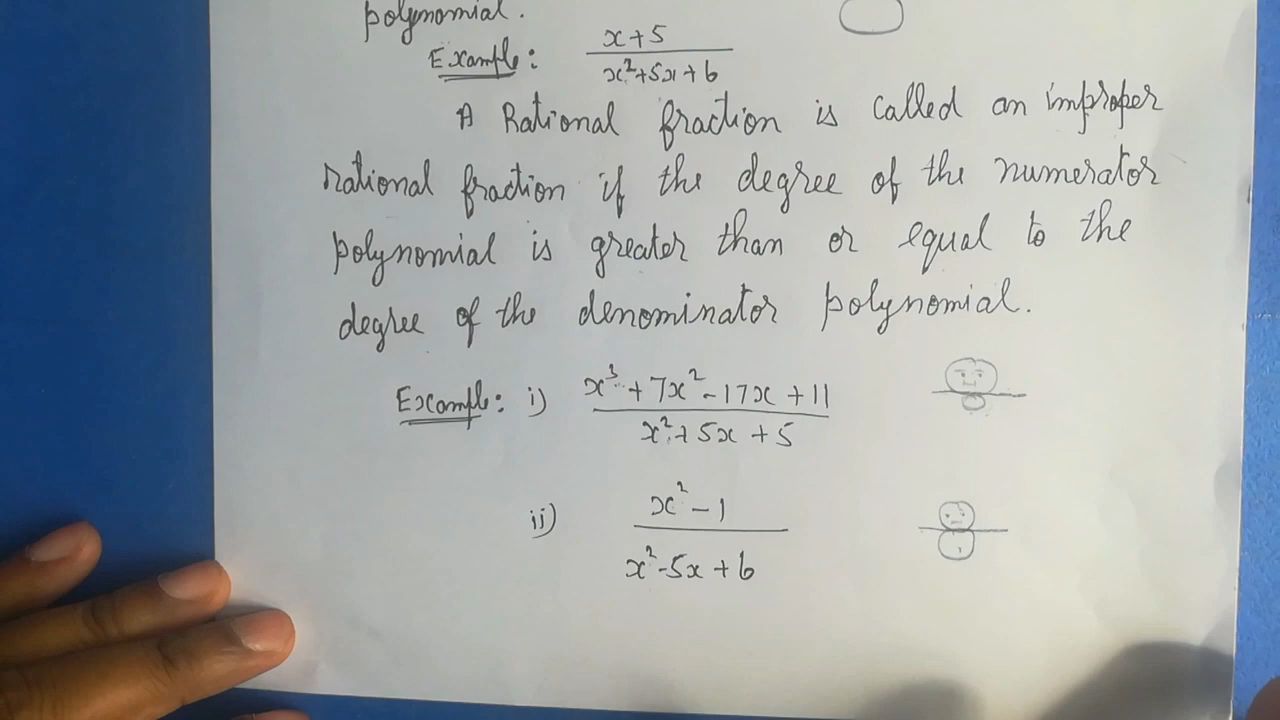 polynomial.
Example: x+5 / x²+5x+6
A Rational fraction is called an improper
rational fraction if the degree of the numerator
polynomial is greater than or equal to the
degree of the denominator polynomial.
Example: i) x³+7x²-17x+11 / x²+5x+5
ii) x²-1 / x²-5x+6